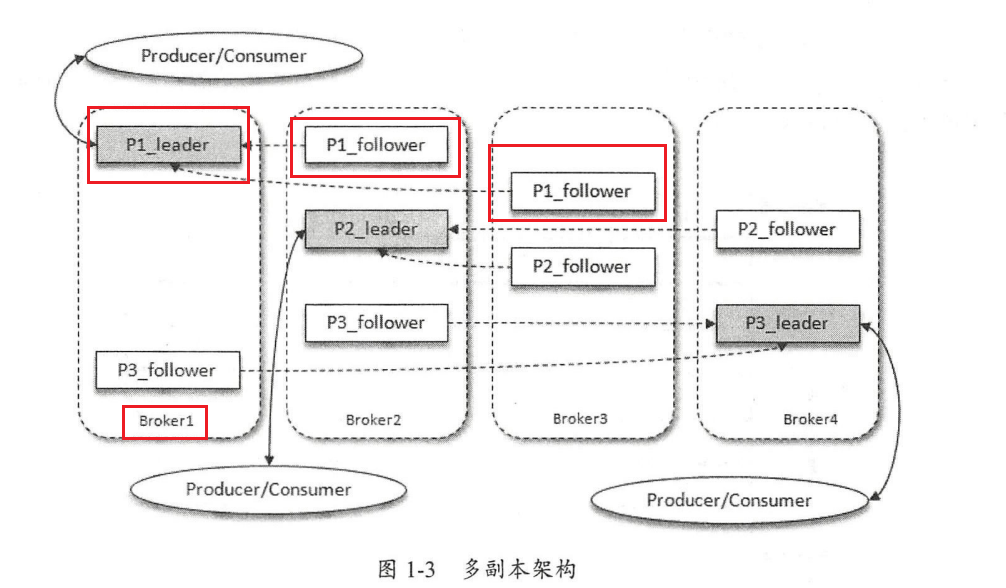 Producer/Consumer
P1_leader
P1_follower
P1_follower
P2_leader
P2_follower
P2_follower
P3_follower
P3_leader
P3_follower
Broker1
Broker2
Broker3
Broker4
Producer/Consumer
Producer/Consumer
图 1-3 多副本架构